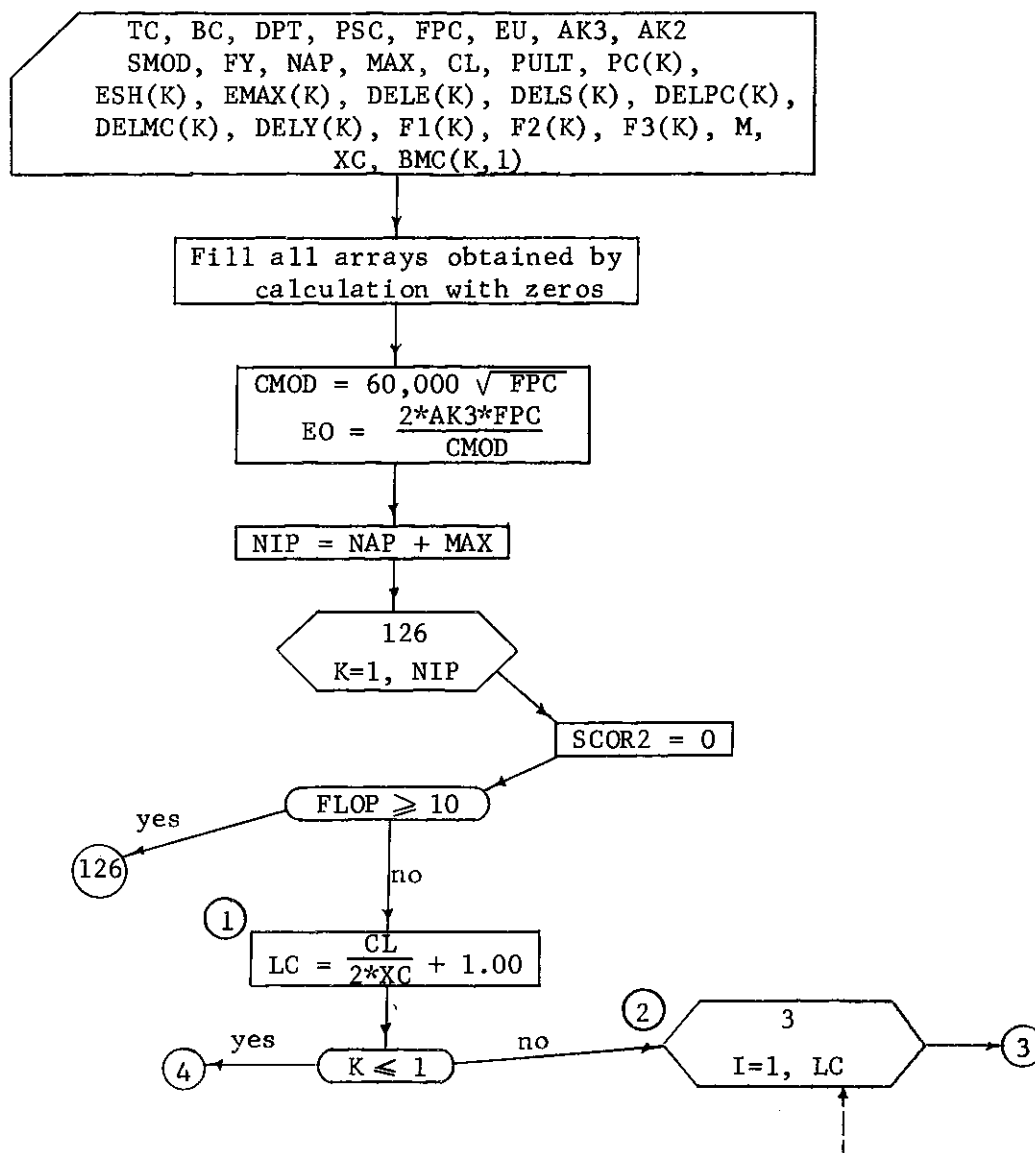 TC, BC, DPT, PSC, FPC, EU, AK3, AK2
SMOD, FY, NAP, MAX, CL, PULT, PC(K),
ESH(K), EMAX(K), DELE(K), DELS(K), DELPC(K),
DELMC(K), DELY(K), F1(K), F2(K), F3(K), M,
XC, BMC(K,1)
Fill all arrays obtained by
calculation with zeros
CMOD = 60,000 √ FPC
EO = 2*AK3*FPC
CMOD
NIP = NAP + MAX
126
K=1, NIP
SCOR2 = 0
FLOP ⩾ 10
yes
126
no
1
LC = CL
2*XC + 1.00
K ⩽ 1
yes
4
no
2
3
I=1, LC
3